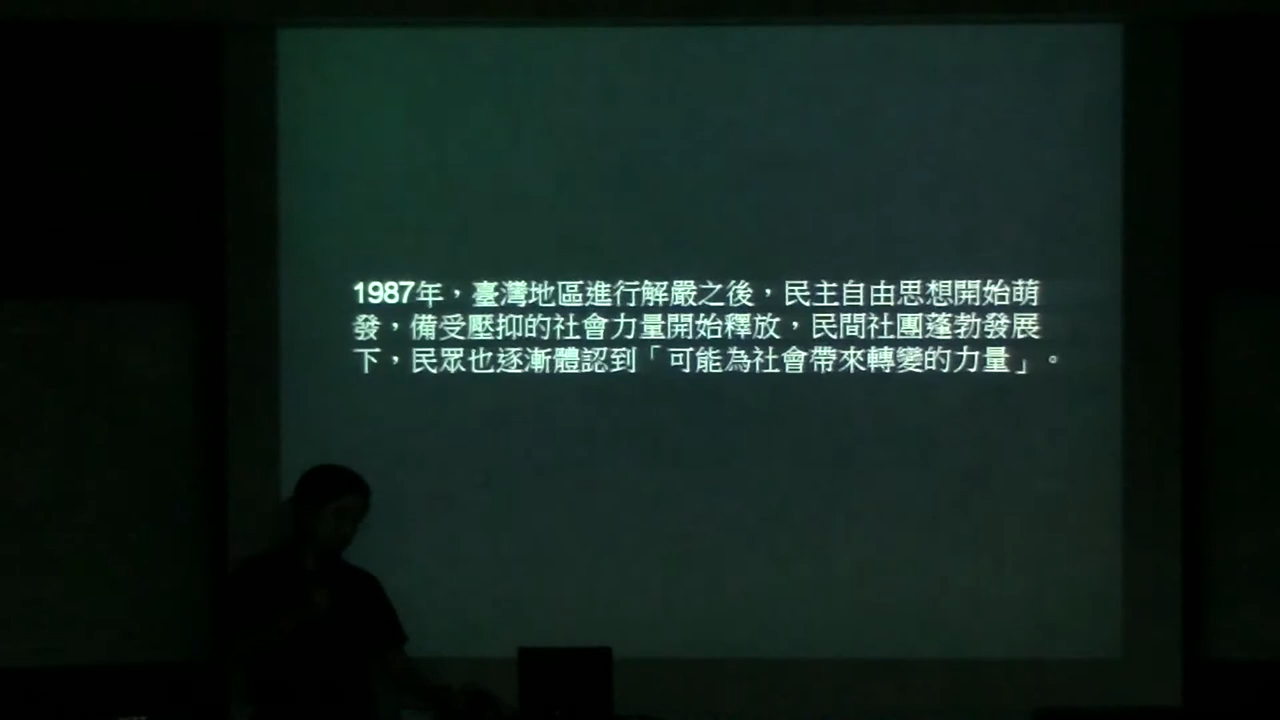 1987年，臺灣地區進行解嚴之後，民主自由思想開始萌
發，備受壓抑的社會力量開始釋放，民間社團蓬勃發展
下，民眾也逐漸體認到「可能為社會帶來轉變的力量」。